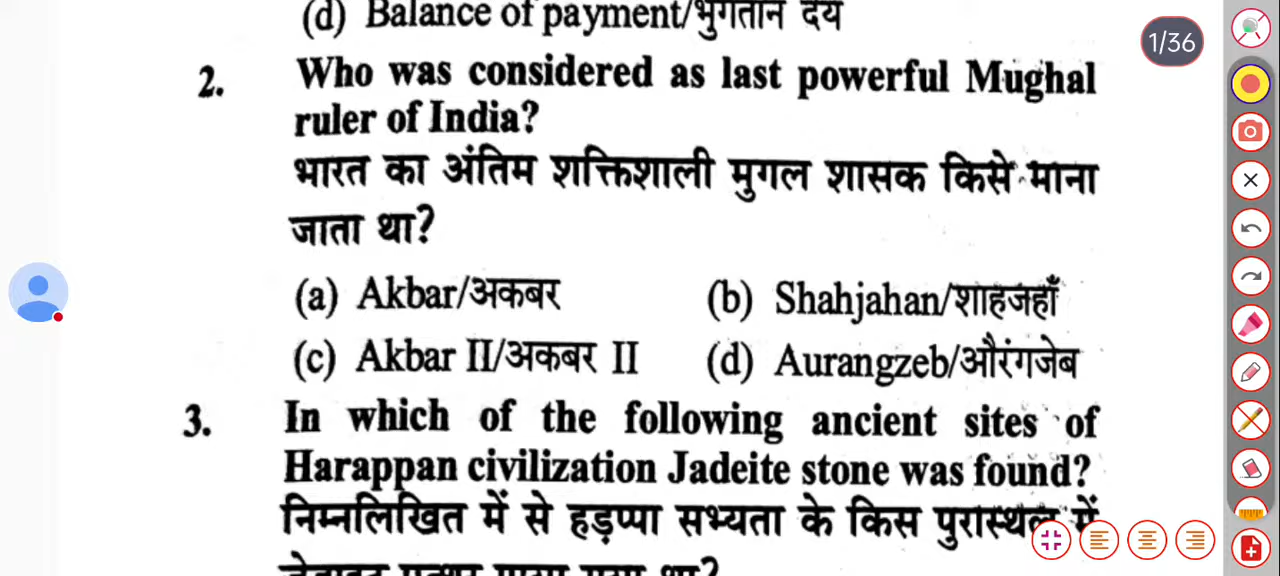 (d) Balance of payment/भुगतान देय
1/36
2. Who was considered as last powerful Mughal
ruler of India?
भारत का अंतिम शक्तिशाली मुगल शासक किसे माना
जाता था?
(a) Akbar/अकबर (b) Shahjahan/शाहजहाँ
(c) Akbar II/अकबर II (d) Aurangzeb/औरंगजेब
3. In which of the following ancient sites of
Harappan civilization Jadeite stone was found?
निम्नलिखित में से हड़प्पा सभ्यता के किस पुरास्थल में